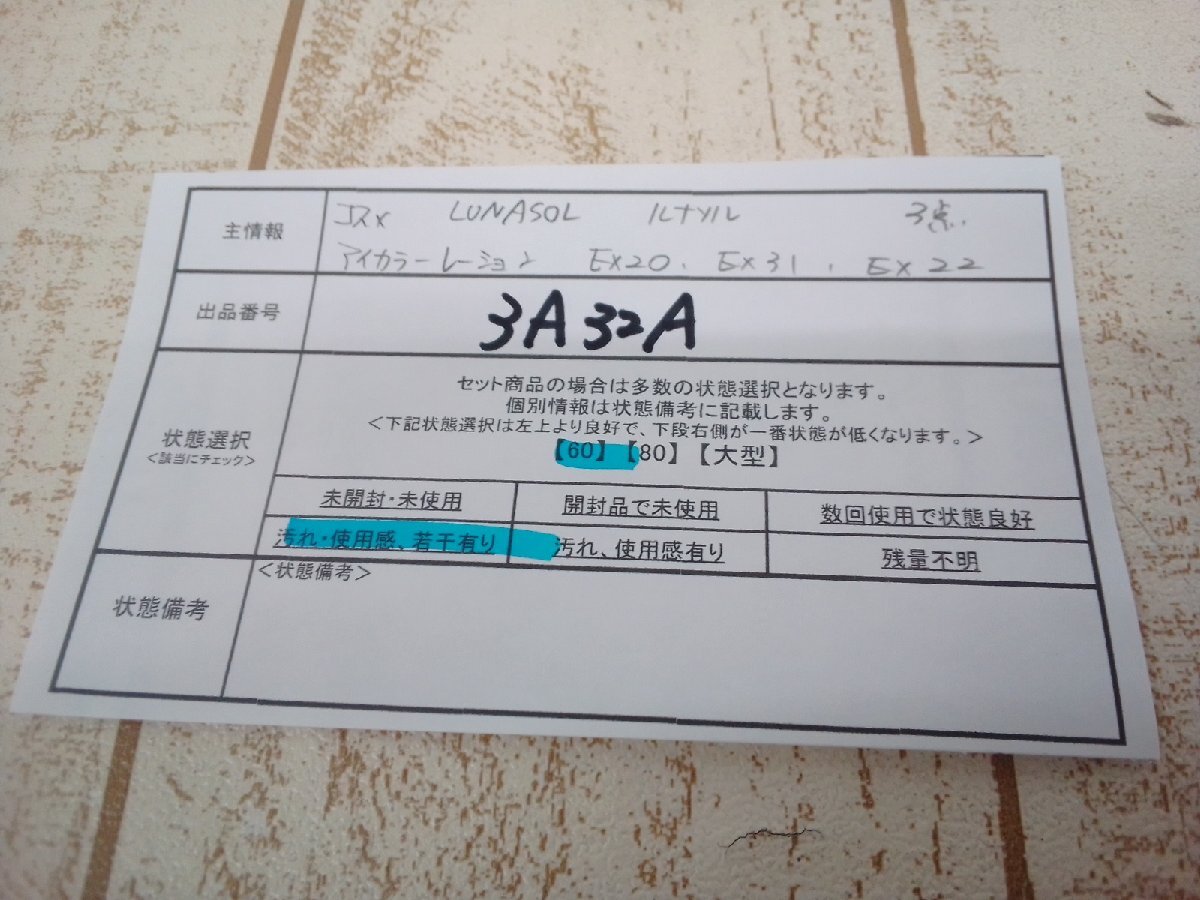 主情報
コスメ LUNASOL ルナソル 3点.
アイカラーレーション EX20、EX31、EX22
出品番号
3A32A
状態選択
<該当にチェック>
セット商品の場合は多数の状態選択となります。
個別情報は状態備考に記載します。
<下記状態選択は左上より良好で、下段右側が一番状態が低くなります。>
【60】【80】【大型】
未開封・未使用 開封品で未使用 数回使用で状態良好
汚れ・使用感、若干有り 汚れ、使用感有り 残量不明
状態備考
<状態備考>